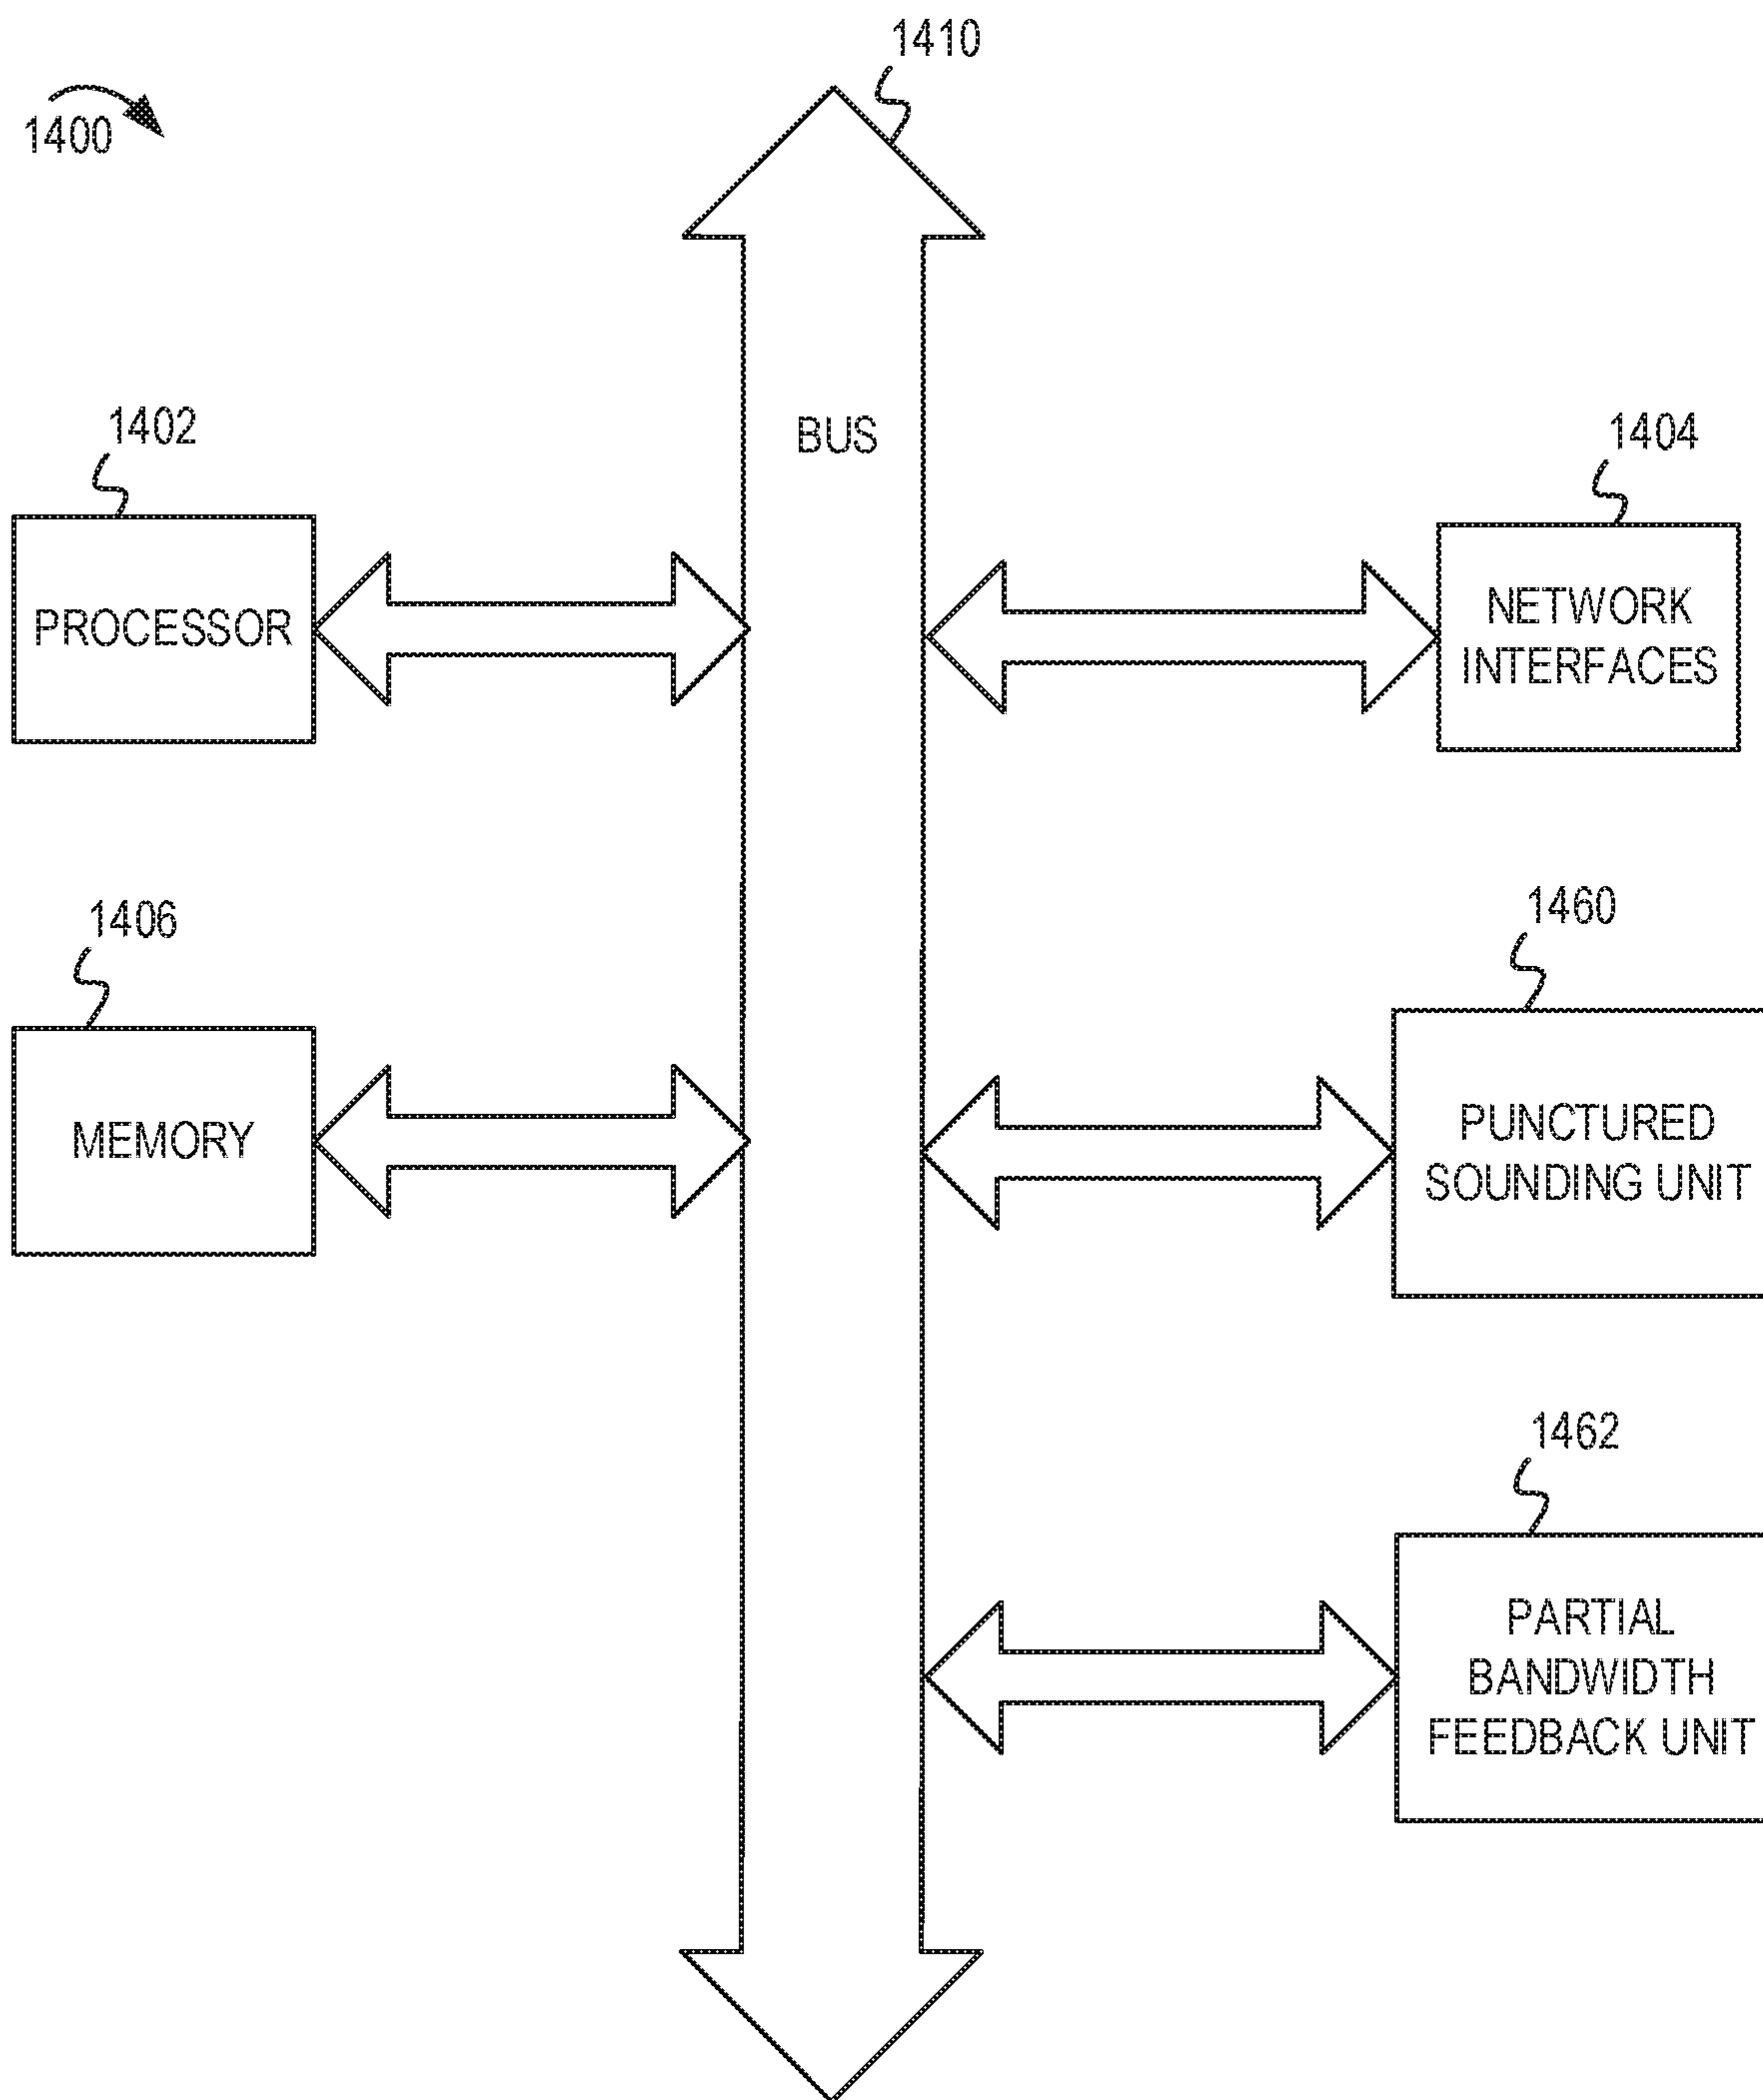 1410
1400
BUS
1402
PROCESSOR
1404
NETWORK
INTERFACES
1406
MEMORY
1460
PUNCTURED
SOUNDING UNIT
1462
PARTIAL
BANDWIDTH
FEEDBACK UNIT